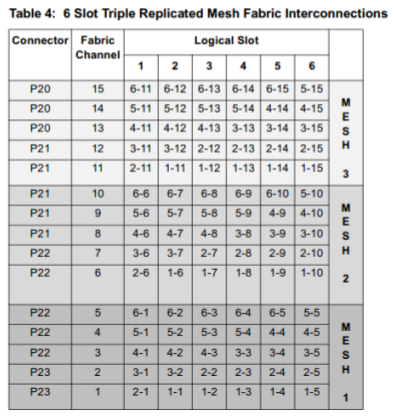 Table 4: 6 Slot Triple Replicated Mesh Fabric Interconnections
Connector Fabric Channel Logical Slot
1 2 3 4 5 6
P20 15 6-11 6-12 6-13 6-14 6-15 5-15
P20 14 5-11 5-12 5-13 5-14 4-14 4-15
P20 13 4-11 4-12 4-13 3-13 3-14 3-15
P21 12 3-11 3-12 2-12 2-13 2-14 2-15
P21 11 2-11 1-11 1-12 1-13 1-14 1-15
MESH 3
P21 10 6-6 6-7 6-8 6-9 6-10 5-10
P21 9 5-6 5-7 5-8 5-9 4-9 4-10
P21 8 4-6 4-7 4-8 3-8 3-9 3-10
P22 7 3-6 3-7 2-7 2-8 2-9 2-10
P22 6 2-6 1-6 1-7 1-8 1-9 1-10
MESH 2
P22 5 6-1 6-2 6-3 6-4 6-5 5-5
P22 4 5-1 5-2 5-3 5-4 4-4 4-5
P22 3 4-1 4-2 4-3 3-3 3-4 3-5
P23 2 3-1 3-2 2-2 2-3 2-4 2-5
P23 1 2-1 1-1 1-2 1-3 1-4 1-5
MESH 1